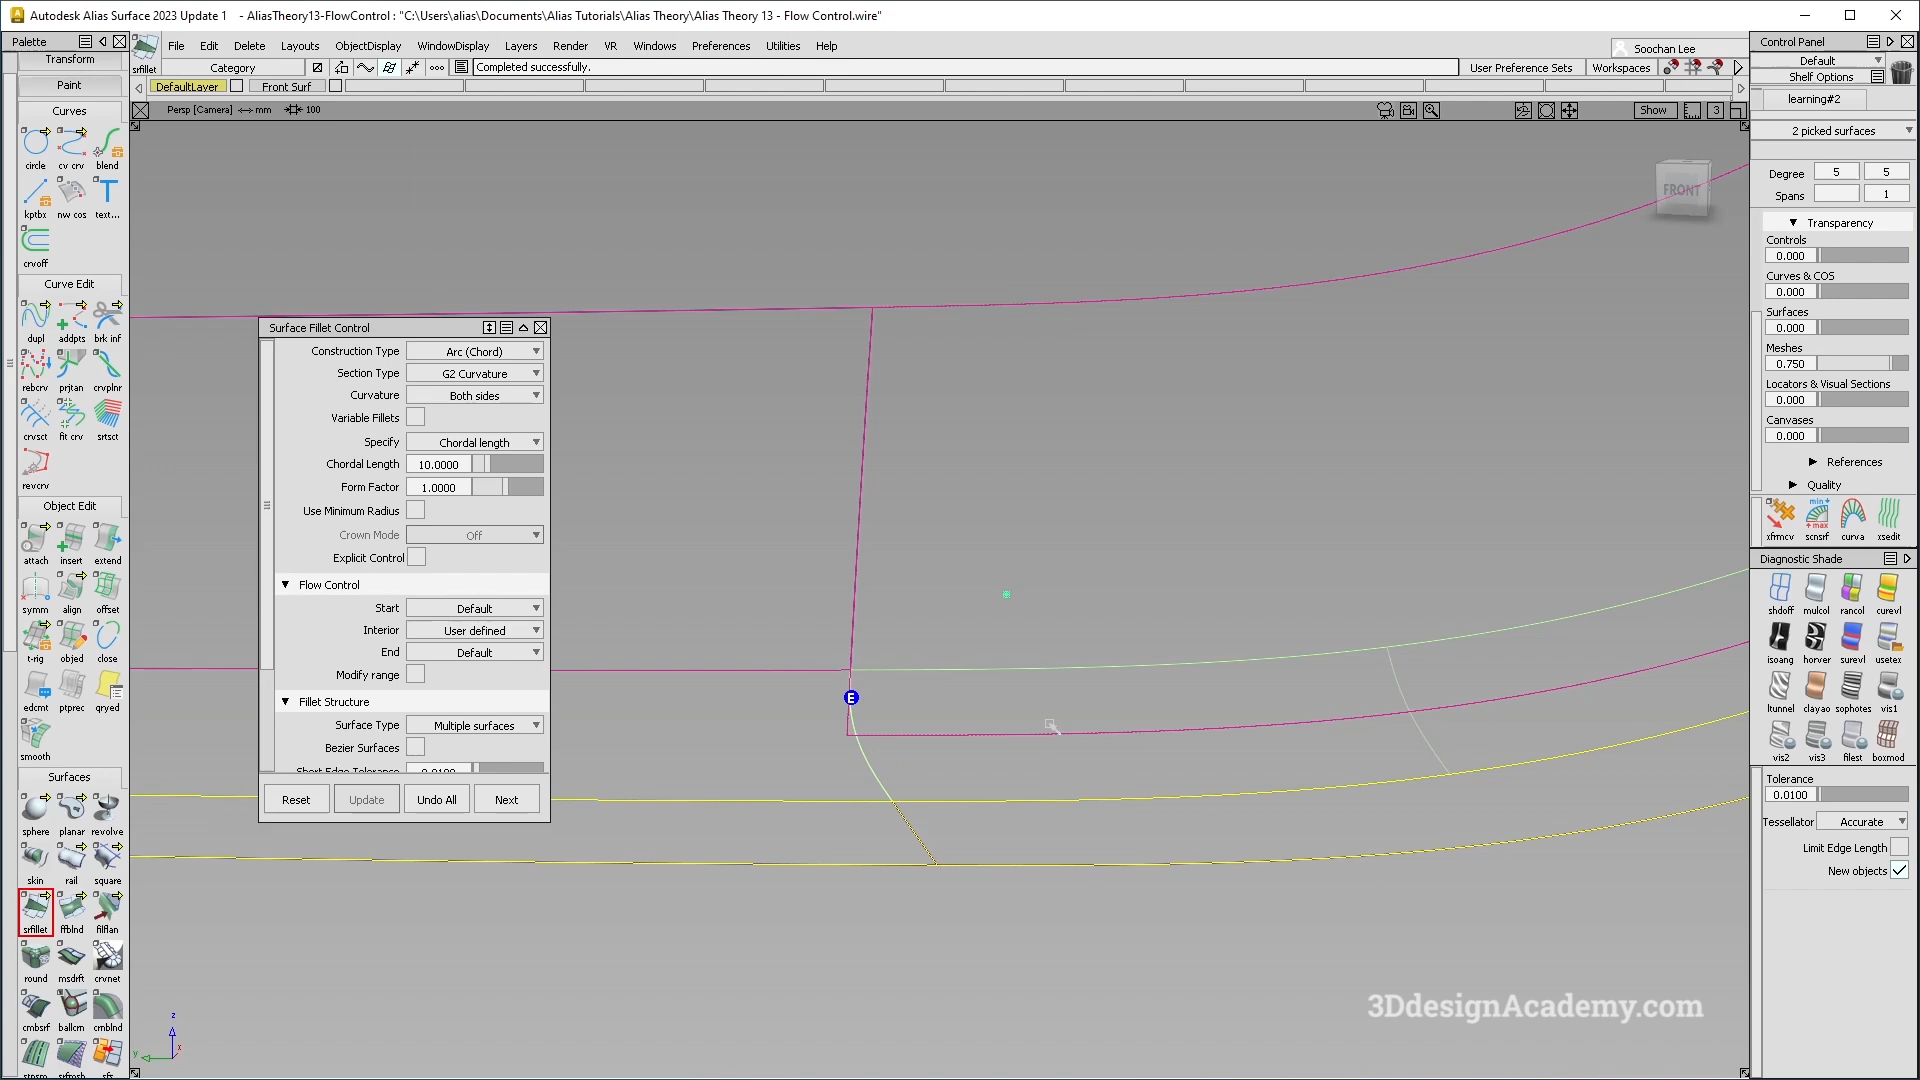 Autodesk Alias Surface 2023 Update 1 - AliasTheory13-FlowControl : "C:\Users\alias\Documents\Alias Tutorials\Alias Theory\Alias Theory 13 - Flow Control.wire"
Palette
Transform
Paint
Curves
circle cv crv blend
kptbx nw cos text...
crvoff
Curve Edit
dupl addpts brk inf
rebcrv prjtan crvplnr
crvsct fit crv srtsct
revcrv
Object Edit
attach insert extend
symm align offset
t-rig objed close
edcmt ptprec qryed
smooth
Surfaces
sphere planar revolve
skin rail square
srfillet ffblnd filflan
round msdrft crvnet
cmbsrf ballcrn cmblnd
srfillet
File Edit Delete Layouts ObjectDisplay WindowDisplay Layers Render VR Windows Preferences Utilities Help
Soochan Lee
Category
Completed successfully.
User Preference Sets Workspaces
DefaultLayer Front Surf
Persp [Camera] mm 100
Show 3
FRONT
Surface Fillet Control
Construction Type Arc (Chord)
Section Type G2 Curvature
Curvature Both sides
Variable Fillets
Specify Chordal length
Chordal Length 10.0000
Form Factor 1.0000
Use Minimum Radius
Crown Mode Off
Explicit Control
Flow Control
Start Default
Interior User defined
End Default
Modify range
Fillet Structure
Surface Type Multiple surfaces
Bezier Surfaces
Short Edge Tolerance 0.0100
Reset Update Undo All Next
E
z
y
x
3DdesignAcademy.com
Control Panel
Default
Shelf Options
learning#2
2 picked surfaces
Degree 5 5
Spans 1
Transparency
Controls
0.000
Curves & COS
0.000
Surfaces
0.000
Meshes
0.750
Locators & Visual Sections
0.000
Canvases
0.000
References
Quality
min+
+max
xfrmcv scnsrf curva xsedit
Diagnostic Shade
shdoff mulcol rancol curevl
isoang horver surevl usetex
ltunnel clayao sophotes vis1
vis2 vis3 filest boxmod
Tolerance
0.0100
Tessellator Accurate
Limit Edge Length
New objects